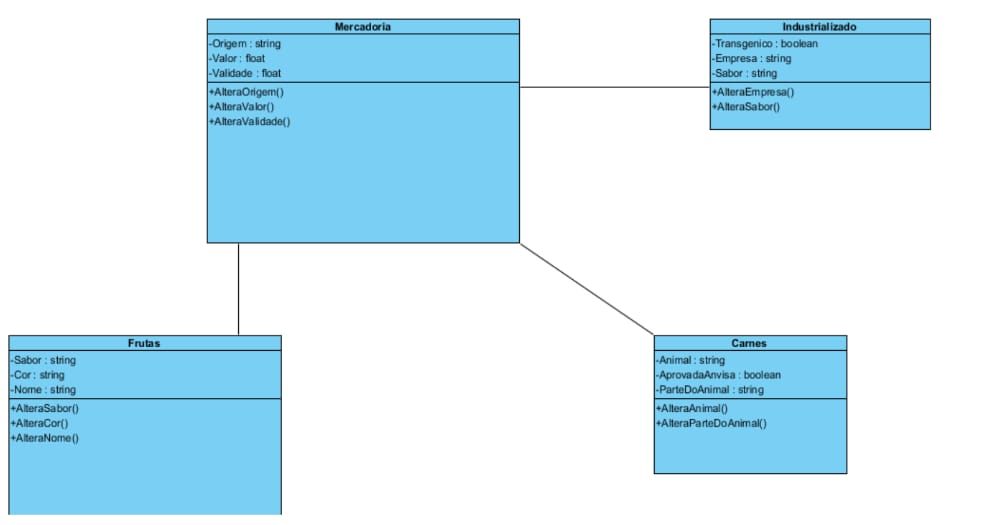 Mercadoria
-Origem : string
-Valor : float
-Validade : float
+AlteraOrigem()
+AlteraValor()
+AlteraValidade()
Industrializado
-Transgenico : boolean
-Empresa : string
-Sabor : string
+AlteraEmpresa()
+AlteraSabor()
Frutas
-Sabor : string
-Cor : string
-Nome : string
+AlteraSabor()
+AlteraCor()
+AlteraNome()
Carnes
-Animal : string
-AprovadaAnvisa : boolean
-ParteDoAnimal : string
+AlteraAnimal()
+AlteraParteDoAnimal()